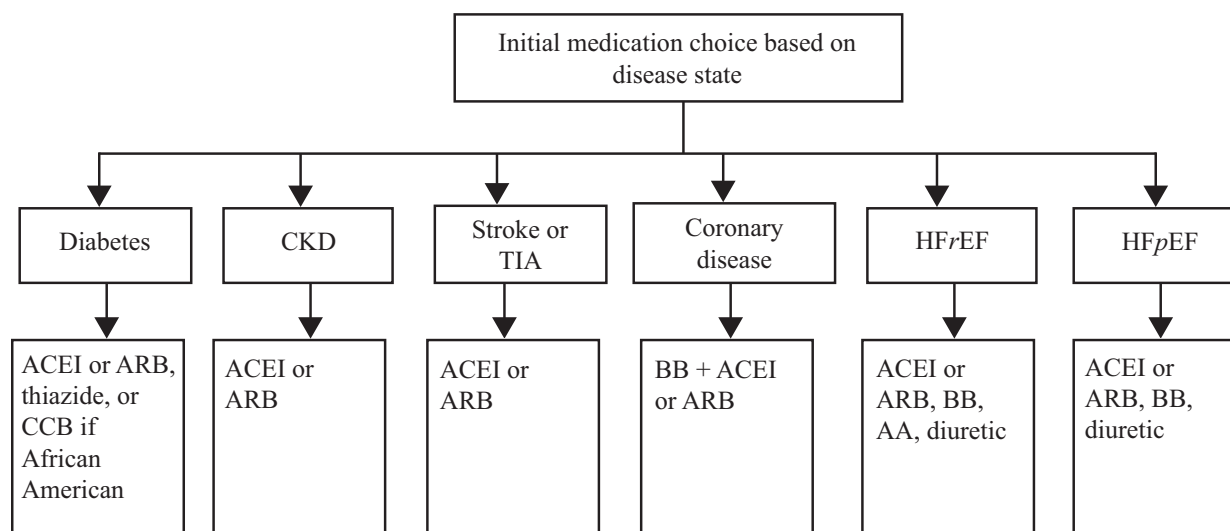 Initial medication choice based on
disease state
Diabetes
CKD
Stroke or
TIA
Coronary
disease
HFrEF
HFpEF
ACEI or ARB,
thiazide, or
CCB if
African
American
ACEI or
ARB
ACEI or
ARB
BB + ACEI
or ARB
ACEI or
ARB, BB,
AA, diuretic
ACEI or
ARB, BB,
diuretic